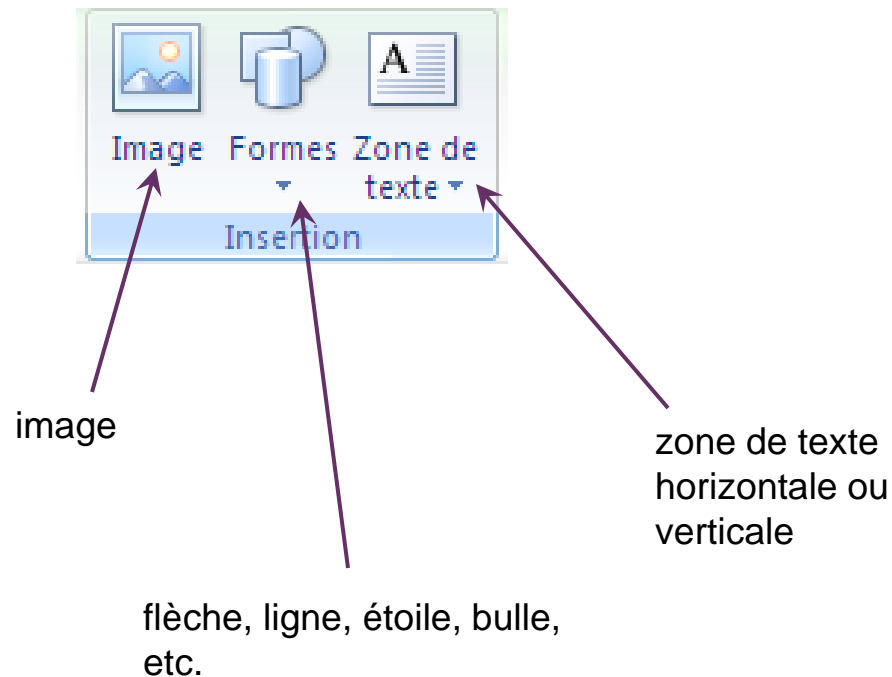 A
Image Formes Zone de
texte
Insertion
image
zone de texte
horizontale ou
verticale
flèche, ligne, étoile, bulle,
etc.